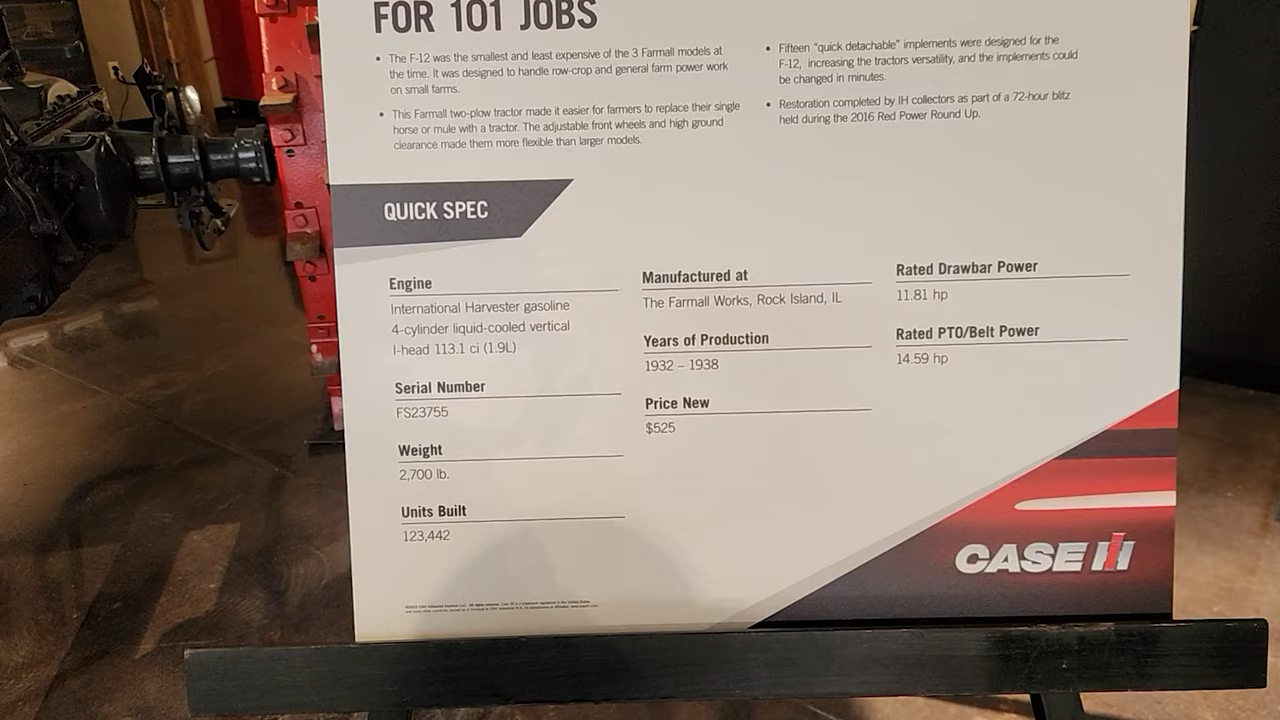 FOR 101 JOBS
• The F-12 was the smallest and least expensive of the 3 Farmall models at
the time. It was designed to handle row-crop and general farm power work
on small farms.
• This Farmall two-plow tractor made it easier for farmers to replace their single
horse or mule with a tractor. The adjustable front wheels and high ground
clearance made them more flexible than larger models.
• Fifteen "quick detachable" implements were designed for the
F-12, increasing the tractors versatility, and the implements could
be changed in minutes.
• Restoration completed by IH collectors as part of a 72-hour blitz
held during the 2016 Red Power Round Up.
QUICK SPEC
Engine
International Harvester gasoline
4-cylinder liquid-cooled vertical
I-head 113.1 ci (1.9L)
Serial Number
FS23755
Weight
2,700 lb.
Units Built
123,442
Manufactured at
The Farmall Works, Rock Island, IL
Years of Production
1932 – 1938
Price New
$525
Rated Drawbar Power
11.81 hp
Rated PTO/Belt Power
14.59 hp
CASE IH